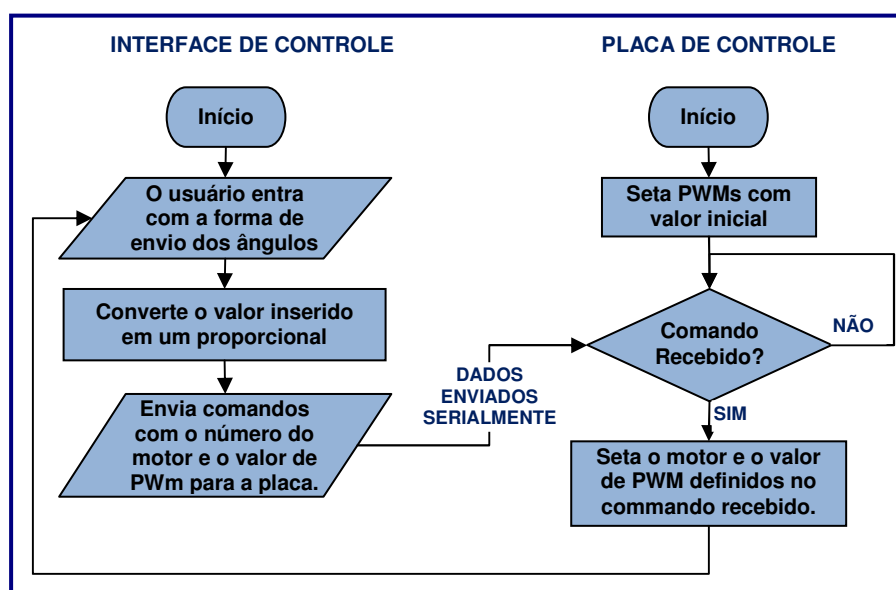 INTERFACE DE CONTROLE
Início
O usuário entra
com a forma de
envio dos ângulos
Converte o valor inserido
em um proporcional
Envia comandos
com o número do
motor e o valor de
PWm para a placa.
DADOS
ENVIADOS
SERIALMENTE
PLACA DE CONTROLE
Início
Seta PWMs com
valor inicial
Comando
Recebido?
NÃO
SIM
Seta o motor e o valor
de PWM definidos no
commando recebido.